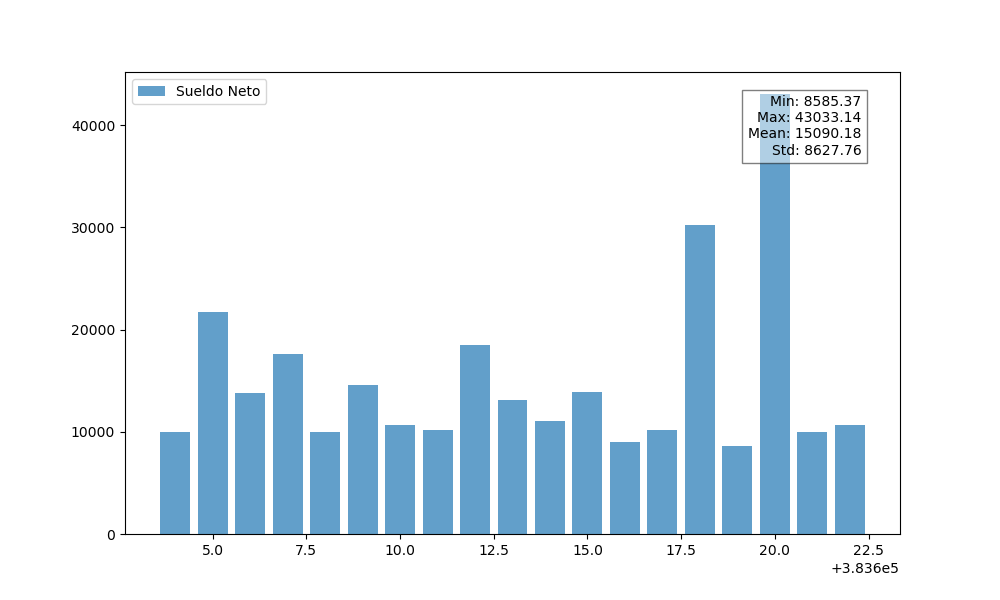 Sueldo Neto
Min: 8585.37
Max: 43033.14
Mean: 15090.18
Std: 8627.76
40000
30000
20000
10000
0
5.0 7.5 10.0 12.5 15.0 17.5 20.0 22.5
+3.836e5